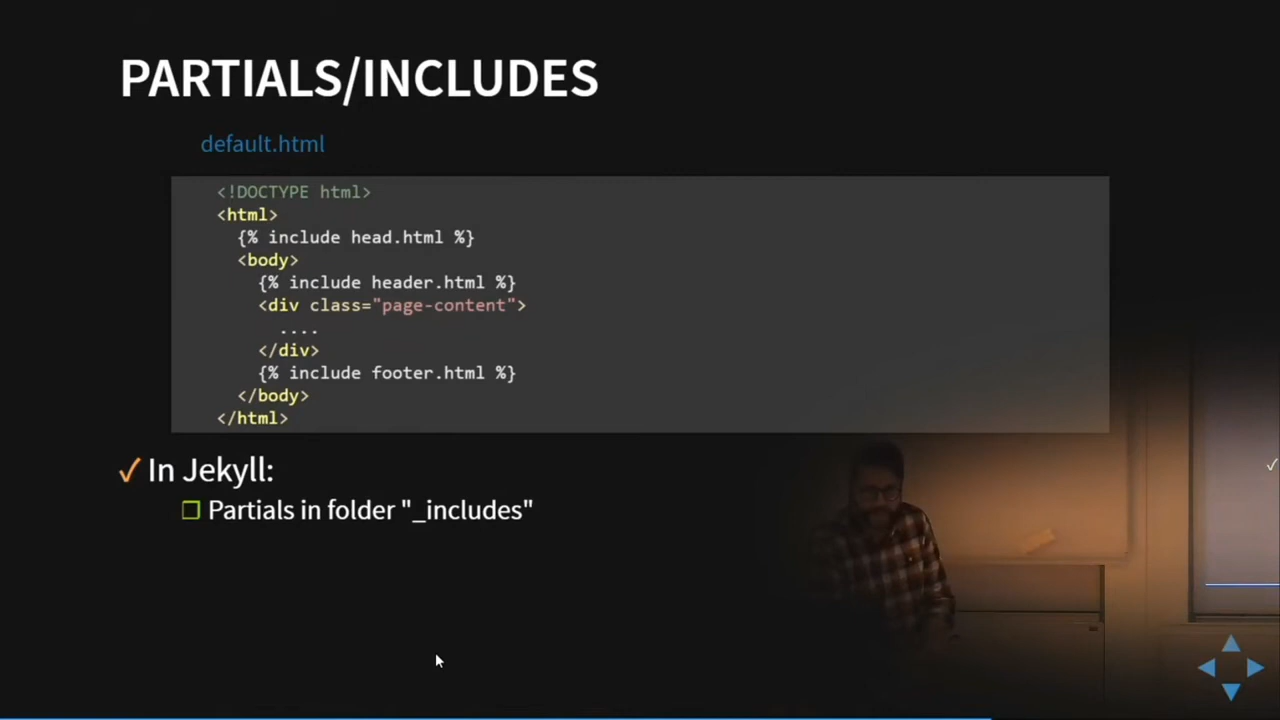 PARTIALS/INCLUDES
default.html
<!DOCTYPE html>
<html>
{% include head.html %}
<body>
{% include header.html %}
<div class="page-content">
....
</div>
{% include footer.html %}
</body>
</html>
✓ In Jekyll:
❒ Partials in folder "_includes"